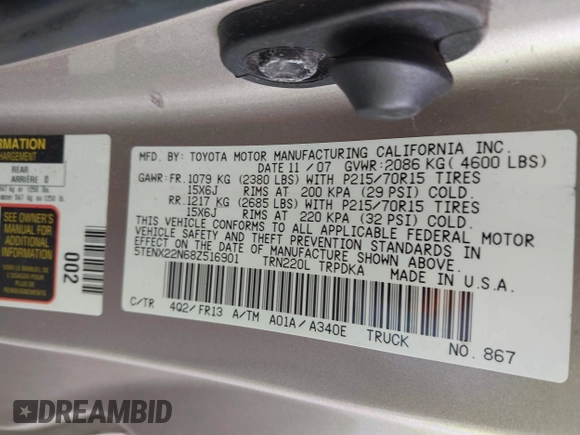 RMATION
HARGEMENT
REAR
ARRIÈRE 0
SEE OWNER'S
MANUAL FOR
ADDITIONAL
INFORMATION
002
MFD. BY: TOYOTA MOTOR MANUFACTURING CALIFORNIA INC.
DATE 11 / 07 GVWR: 2086 KG( 4600 LBS)
GAWR: FR. 1079 KG (2380 LBS) WITH P215/70R15 TIRES
15X6J RIMS AT 200 KPA (29 PSI) COLD.
RR. 1217 KG (2685 LBS) WITH P215/70R15 TIRES
15X6J RIMS AT 220 KPA (32 PSI) COLD.
THIS VEHICLE CONFORMS TO ALL APPLICABLE FEDERAL MOTOR
VEHICLE SAFETY AND THEFT PREVENTION STANDARDS IN
EFFECT ON THE DATE OF MANUFACTURE SHOWN ABOVE.
5TENX22N68Z516901 TRN220L TRPDKA MADE IN U.S.A.
C/TR 4Q2/ FR13 A/TM A01A/ A340E TRUCK NO. 867
DREAMBID